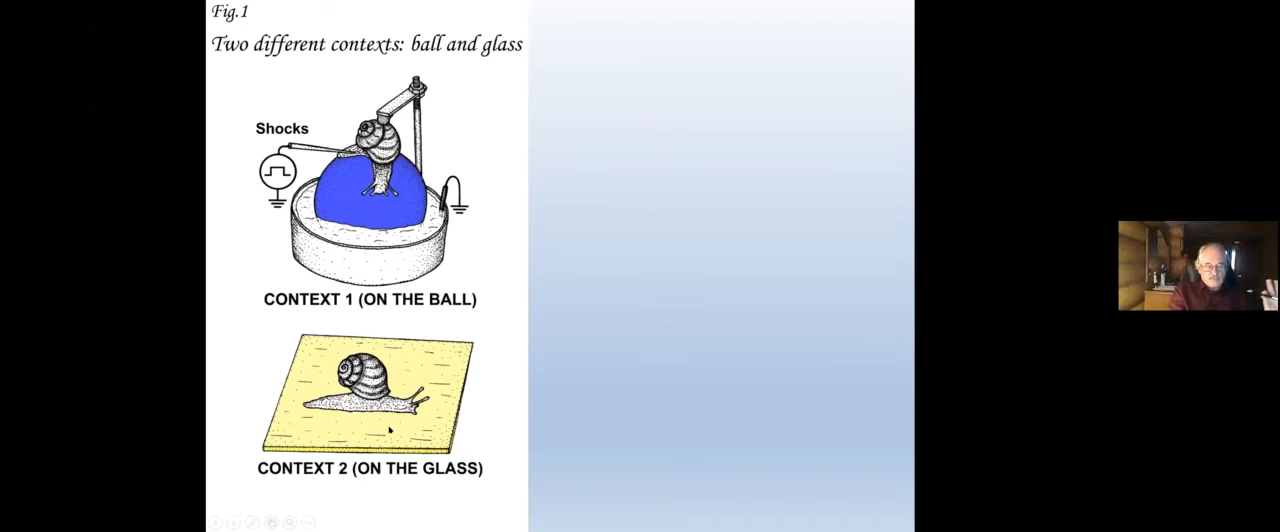 Fig.1
Two different contexts: ball and glass
Shocks
CONTEXT 1 (ON THE BALL)
CONTEXT 2 (ON THE GLASS)